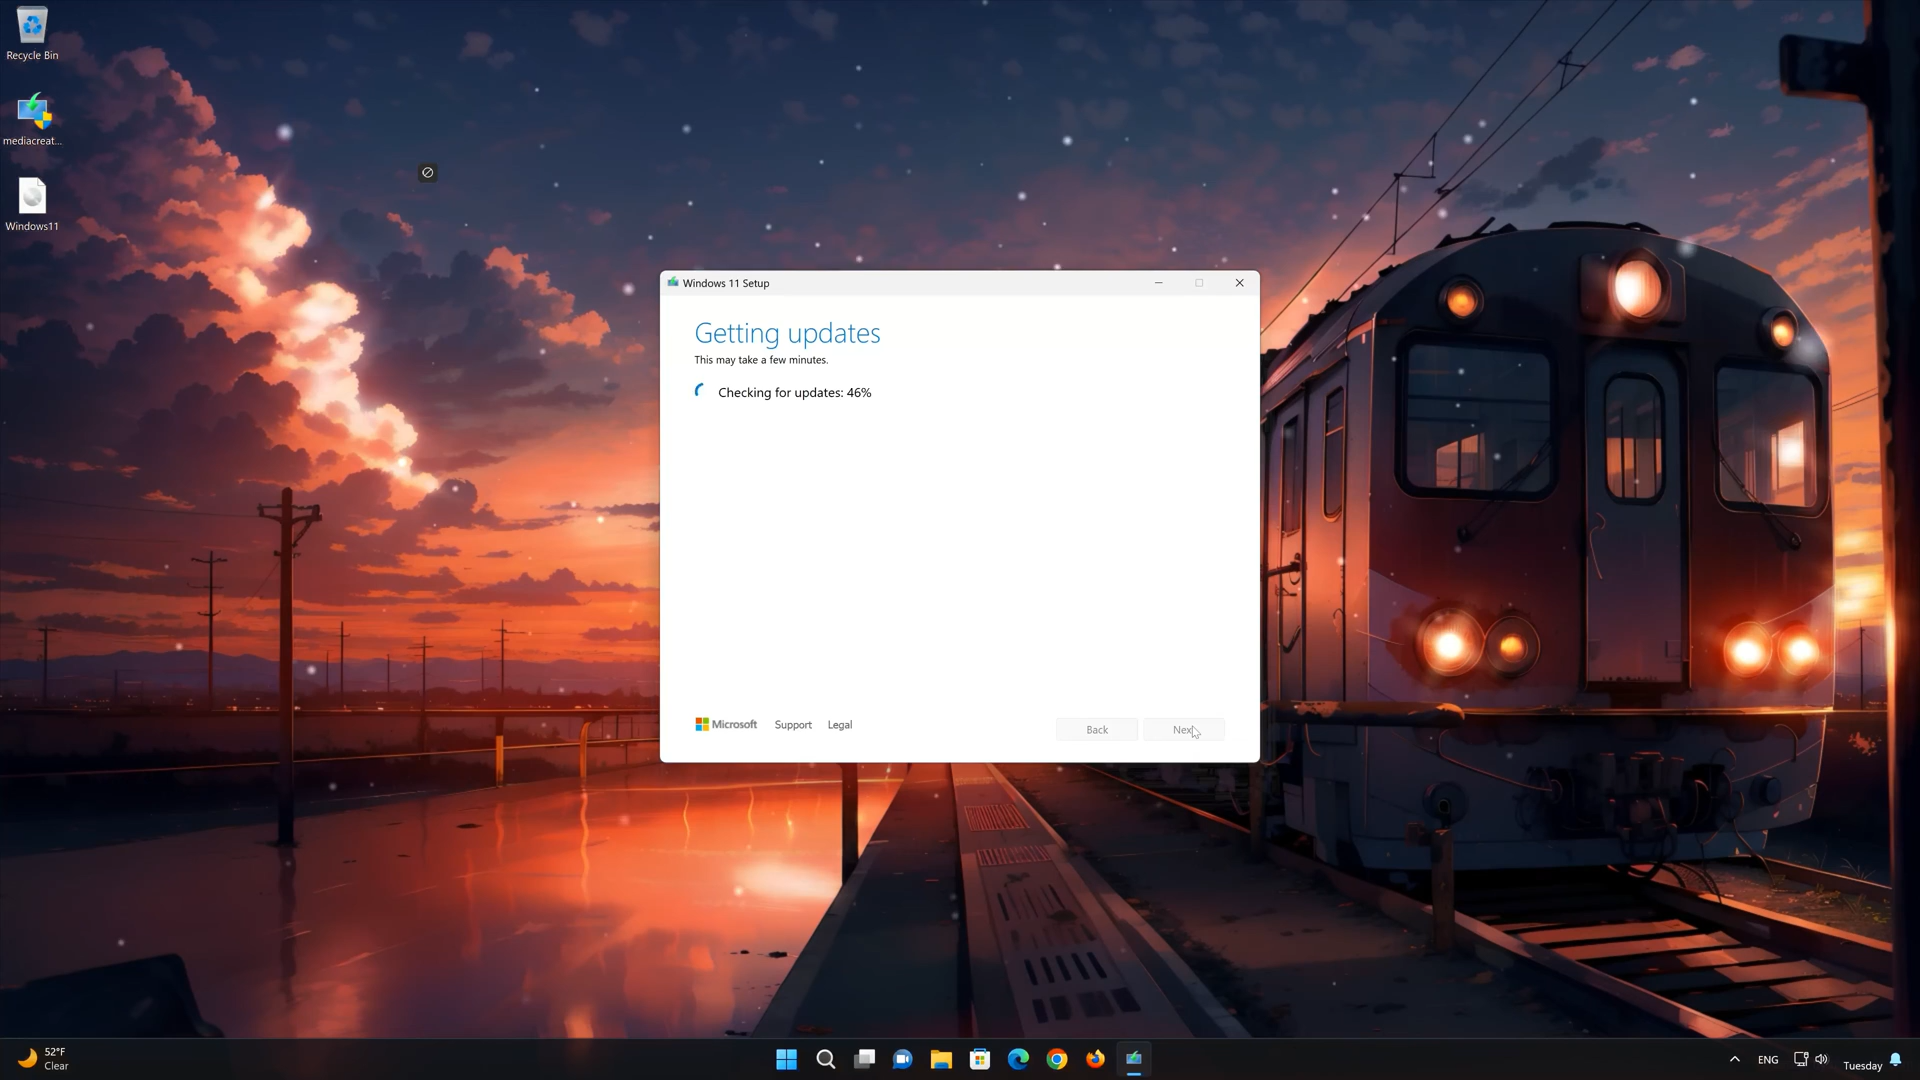 Recycle Bin
mediacreat...
Windows11
Windows 11 Setup
Getting updates
This may take a few minutes.
Checking for updates: 46%
Microsoft
Support
Legal
Back
Next
52°F
Clear
ENG
Tuesday